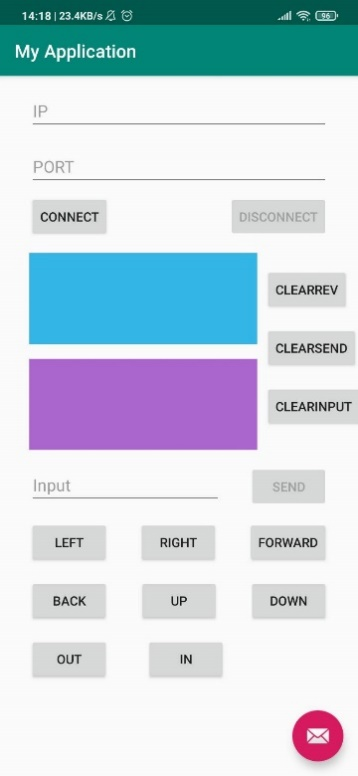 14:18 | 23.4KB/s 96
My Application
IP
PORT
CONNECT DISCONNECT
CLEARREV
CLEARSEND
CLEARINPUT
Input SEND
LEFT RIGHT FORWARD
BACK UP DOWN
OUT IN